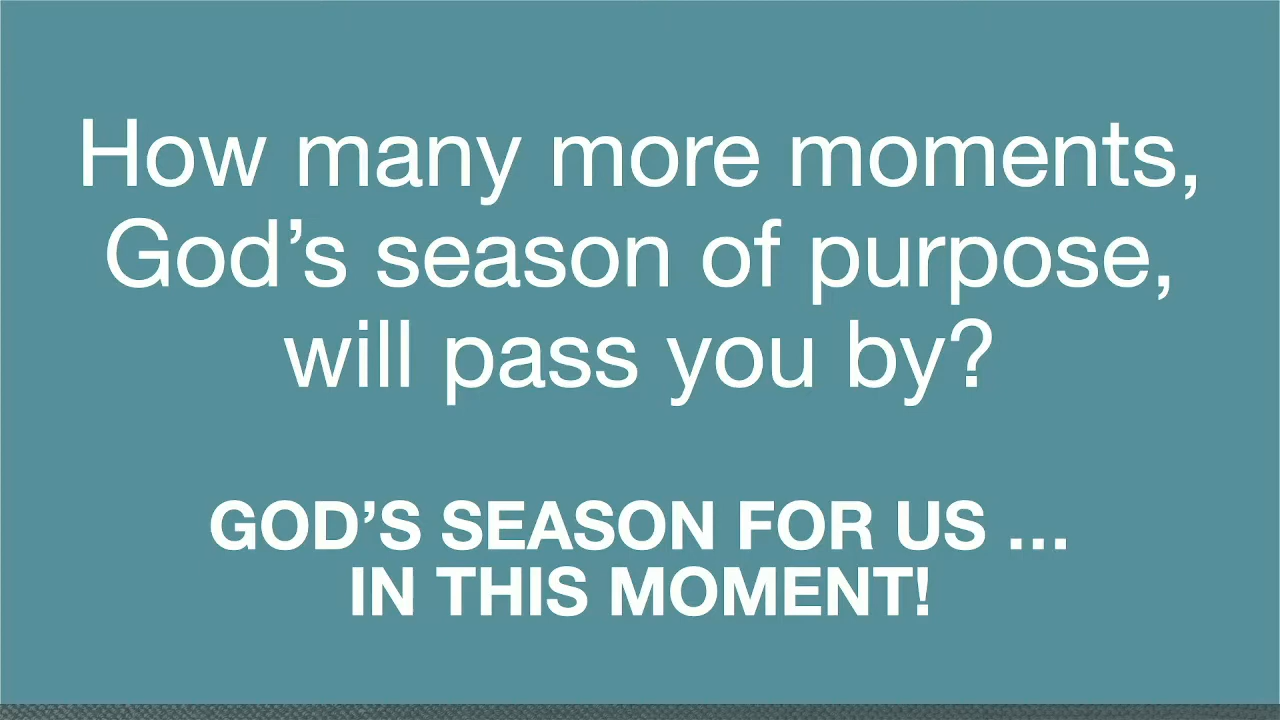 How many more moments,
God’s season of purpose,
will pass you by?
GOD’S SEASON FOR US …
IN THIS MOMENT!